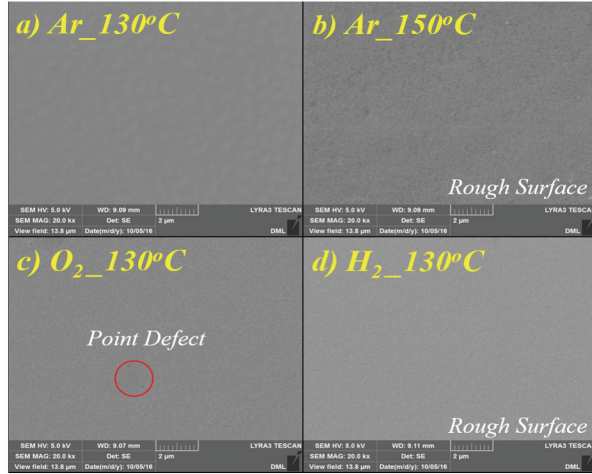 a) Ar_130°C
SEM HV: 5.0 kV WD: 9.09 mm LYRA3 TESCAN
SEM MAG: 20.0 kx Det: SE 2 µm
View field: 13.8 µm Date(m/d/y): 10/05/16 DML
b) Ar_150°C
Rough Surface
SEM HV: 5.0 kV WD: 9.09 mm LYRA3 TESCAN
SEM MAG: 20.0 kx Det: SE 2 µm
View field: 13.8 µm Date(m/d/y): 10/05/16 DML
c) O₂_130°C
Point Defect
SEM HV: 5.0 kV WD: 9.07 mm LYRA3 TESCAN
SEM MAG: 20.0 kx Det: SE 2 µm
View field: 13.8 µm Date(m/d/y): 10/05/16 DML
d) H₂_130°C
Rough Surface
SEM HV: 5.0 kV WD: 9.11 mm LYRA3 TESCAN
SEM MAG: 20.0 kx Det: SE 2 µm
View field: 13.8 µm Date(m/d/y): 10/05/16 DML